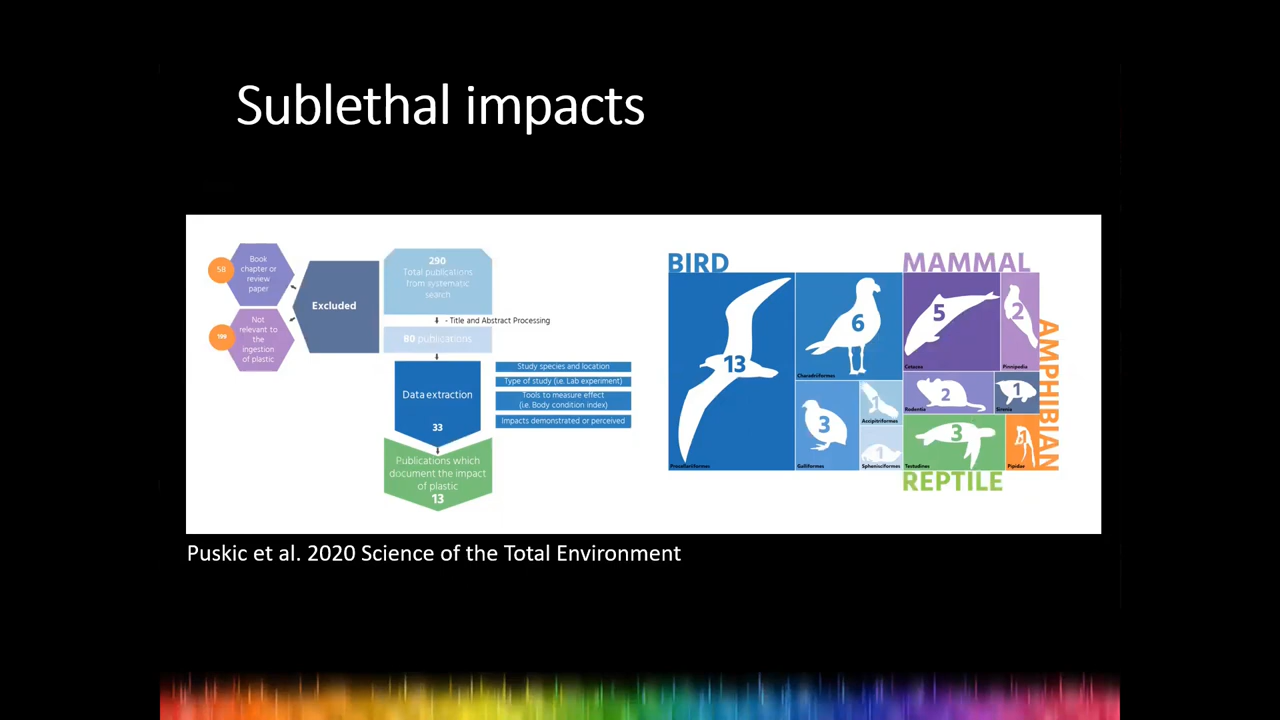 Sublethal impacts
50
Book
chapter or
review
paper
Not
relevant to
the
ingestion
of plastic
Excluded
290
Total publications
from systematic
search
- Title and Abstract Processing
80 publications
Data extraction
33
Study species and location
Type of study (i.e. Lab experiment)
Tools to measure effect
(i.e. Body condition index)
Impacts demonstrated or perceived
Publications which
document the impact
of plastic
13
BIRD
13
Procellariiformes
6
Charadriiformes
3
Galliformes
1
Accipitriformes
1
Sphenisciformes
MAMMAL
5
Cetacea
2
Pinnipedia
2
Rodentia
1
Sirenia
3
Testudines
1
Pipidae
AMPHIBIAN
REPTILE
Puskic et al. 2020 Science of the Total Environment